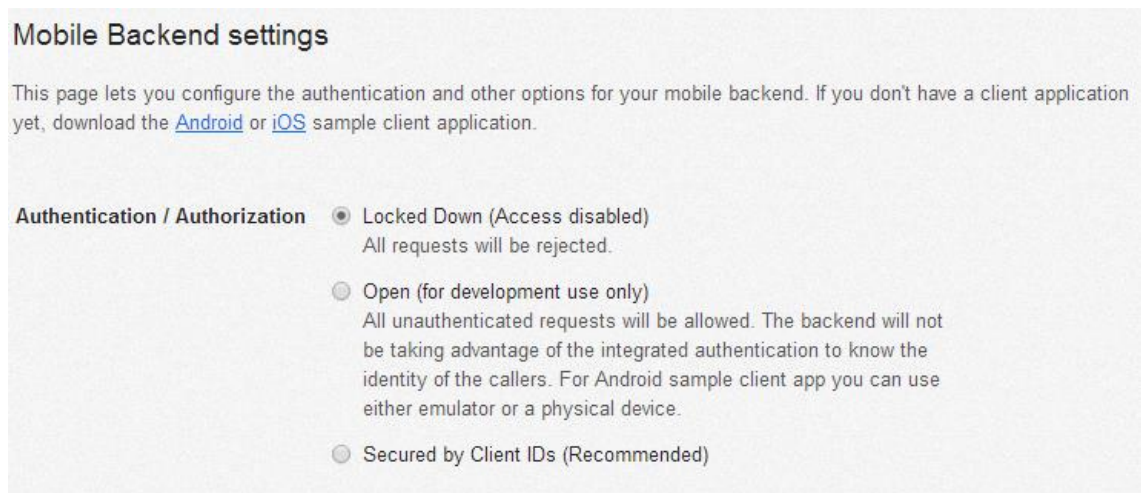 Mobile Backend settings
This page lets you configure the authentication and other options for your mobile backend. If you don't have a client application
yet, download the Android or iOS sample client application.
Authentication / Authorization
Locked Down (Access disabled)
All requests will be rejected.
Open (for development use only)
All unauthenticated requests will be allowed. The backend will not
be taking advantage of the integrated authentication to know the
identity of the callers. For Android sample client app you can use
either emulator or a physical device.
Secured by Client IDs (Recommended)